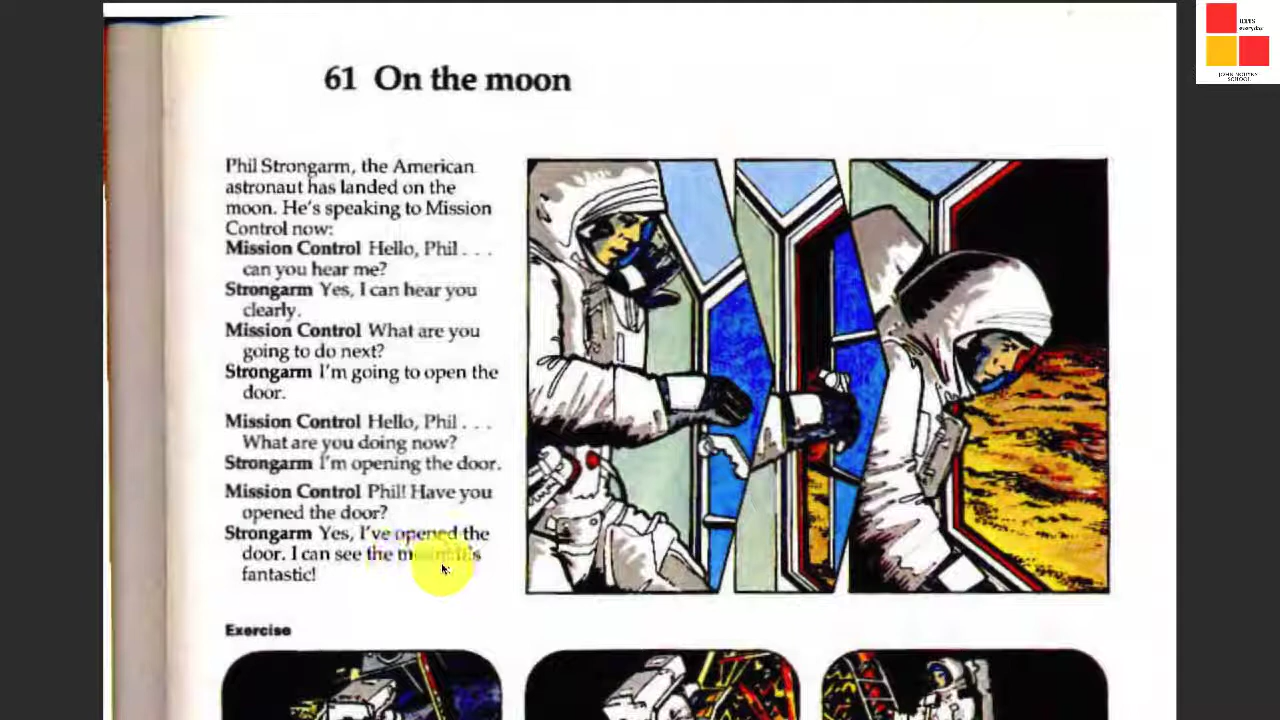 61 On the moon
Phil Strongarm, the American
astronaut has landed on the
moon. He's speaking to Mission
Control now:
Mission Control Hello, Phil . . .
can you hear me?
Strongarm Yes, I can hear you
clearly.
Mission Control What are you
going to do next?
Strongarm I'm going to open the
door.
Mission Control Hello, Phil . . .
What are you doing now?
Strongarm I'm opening the door.
Mission Control Phil! Have you
opened the door?
Strongarm Yes, I've opened the
door. I can see the moon. It's
fantastic!
Exercise
SCHOOL